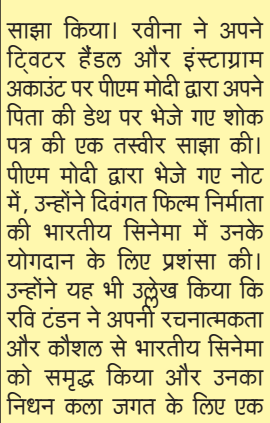 साझा किया। रवीना ने अपने
ट्विटर हैंडल और इंस्टाग्राम
अकाउंट पर पीएम मोदी द्वारा अपने
पिता की डेथ पर भेजे गए शोक
पत्र की एक तस्वीर साझा की।
पीएम मोदी द्वारा भेजे गए नोट
में, उन्होंने दिवंगत फिल्म निर्माता
की भारतीय सिनेमा में उनके
योगदान के लिए प्रशंसा की।
उन्होंने यह भी उल्लेख किया कि
रवि टंडन ने अपनी रचनात्मकता
और कौशल से भारतीय सिनेमा
को समृद्ध किया और उनका
निधन कला जगत के लिए एक